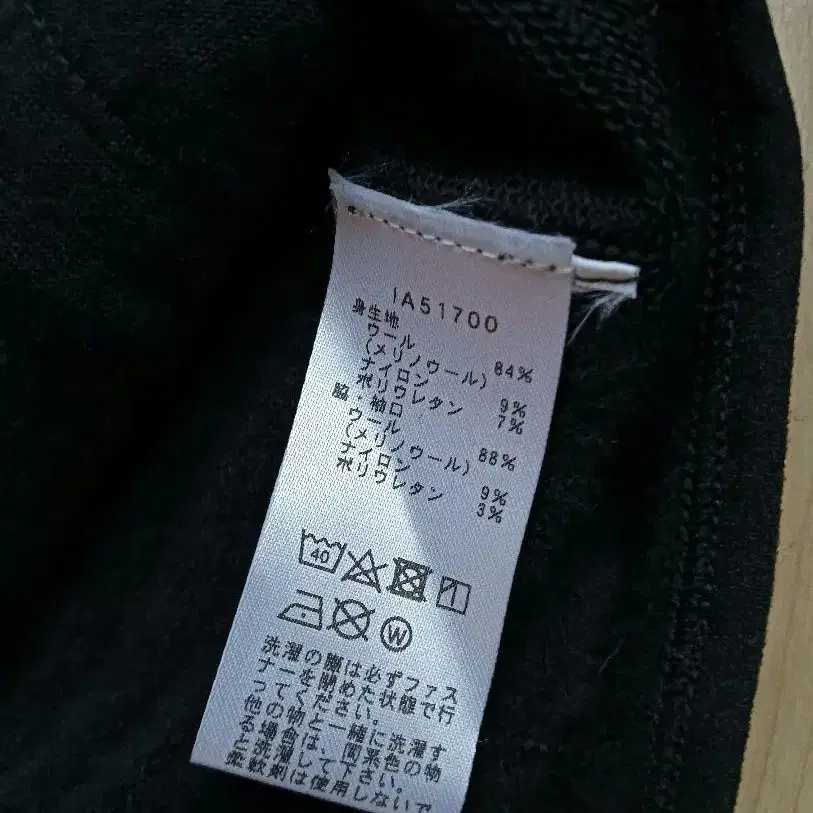 IA51700
身生地
ウール
(メリノウール) 84%
ナイロン 9%
ポリウレタン 7%
脇・袖口
ウール
(メリノウール) 88%
ナイロン 9%
ポリウレタン 3%
40
W
洗濯の際は必ずファス
ナーを閉めた状態で行
ってください。
他の物と一緒に洗濯す
る場合は、同系色の物
と洗濯して下さい。
柔軟剤は使用しないで